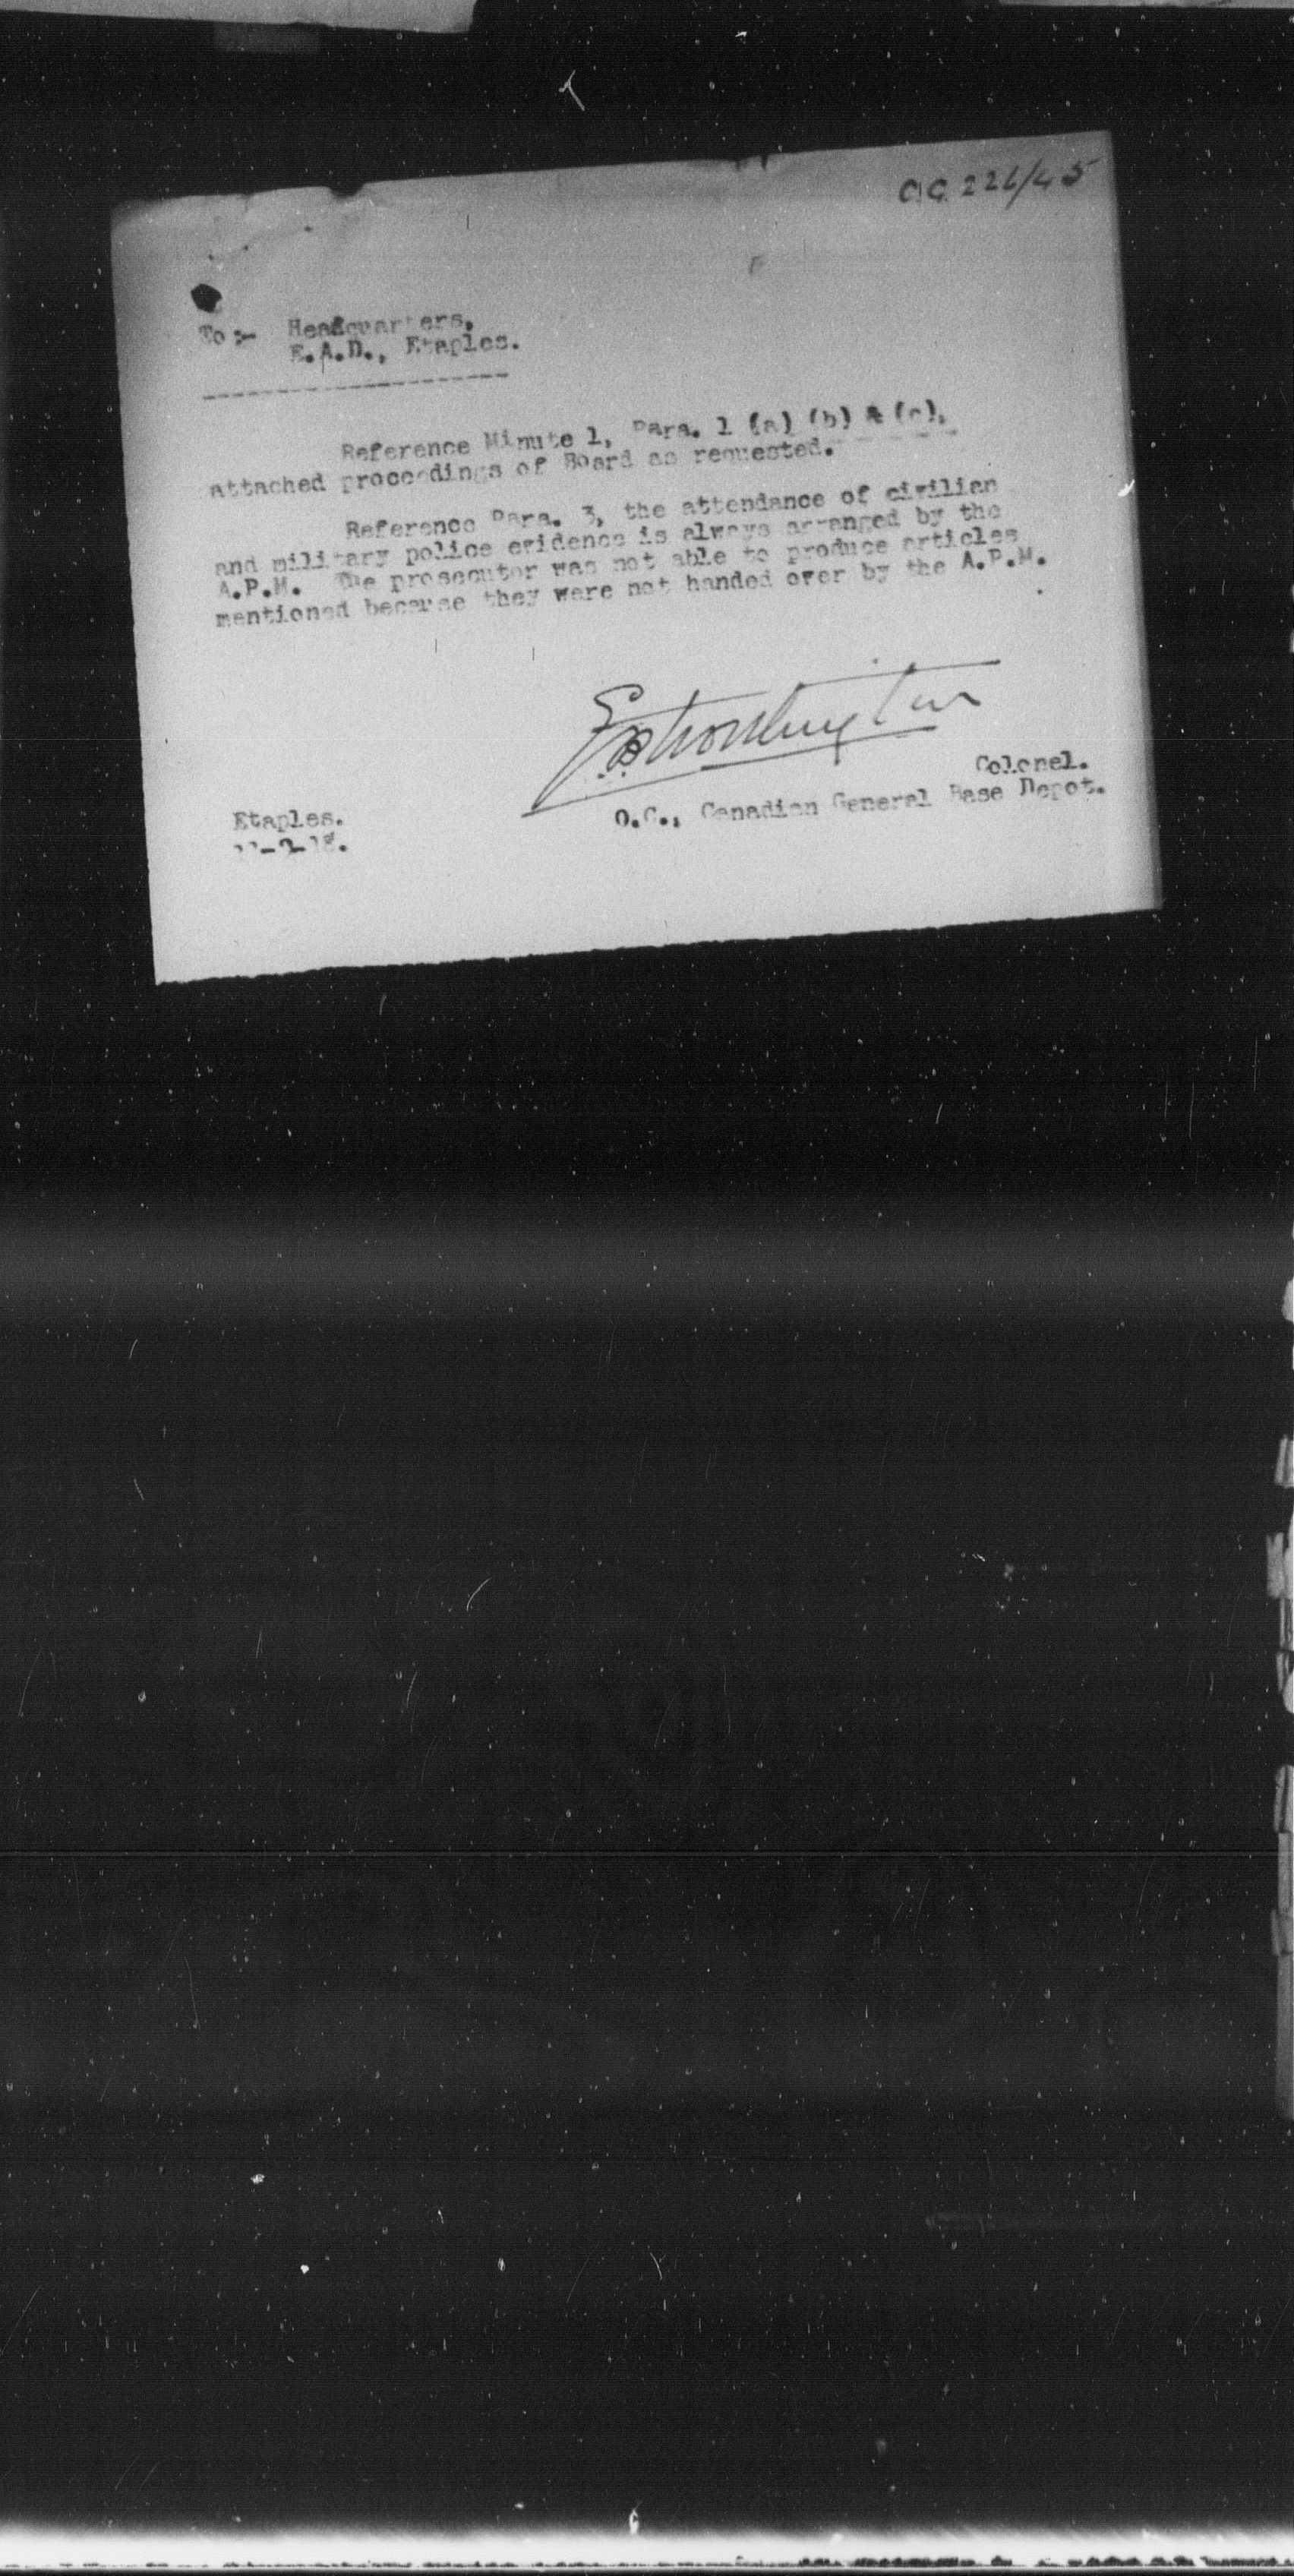 226/45
To :- Headquarters,
E.A.D., Etaples.
---------------------
Reference Minute 1, Para. 1 (a) (b) & (c),
attached proceedings of Board as requested.
Reference Para. 3, the attendance of civilian
and military police evidence is always arranged by the
A.P.M. The prosecutor was not able to produce articles
mentioned because they were not handed over by the A.P.M.
Worthington
Colonel.
O.C., Canadian General Base Depot.
Etaples.